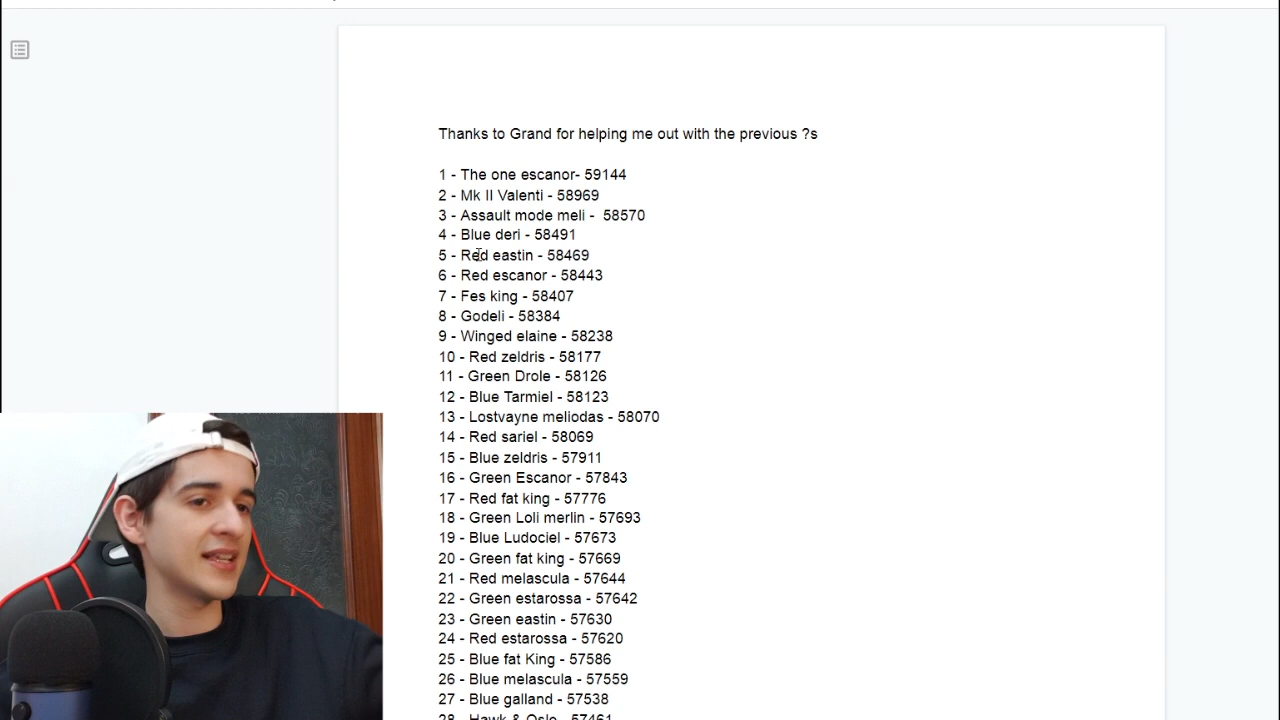 Thanks to Grand for helping me out with the previous ?s
1 - The one escanor- 59144
2 - Mk II Valenti - 58969
3 - Assault mode meli -  58570
4 - Blue deri - 58491
5 - Red eastin - 58469
6 - Red escanor - 58443
7 - Fes king - 58407
8 - Godeli - 58384
9 - Winged elaine - 58238
10 - Red zeldris - 58177
11 - Green Drole - 58126
12 - Blue Tarmiel - 58123
13 - Lostvayne meliodas - 58070
14 - Red sariel - 58069
15 - Blue zeldris - 57911
16 - Green Escanor - 57843
17 - Red fat king - 57776
18 - Green Loli merlin - 57693
19 - Blue Ludociel - 57673
20 - Green fat king - 57669
21 - Red melascula - 57644
22 - Green estarossa - 57642
23 - Green eastin - 57630
24 - Red estarossa - 57620
25 - Blue fat King - 57586
26 - Blue melascula - 57559
27 - Blue galland - 57538
28 - Hawk & Oslo - 57461